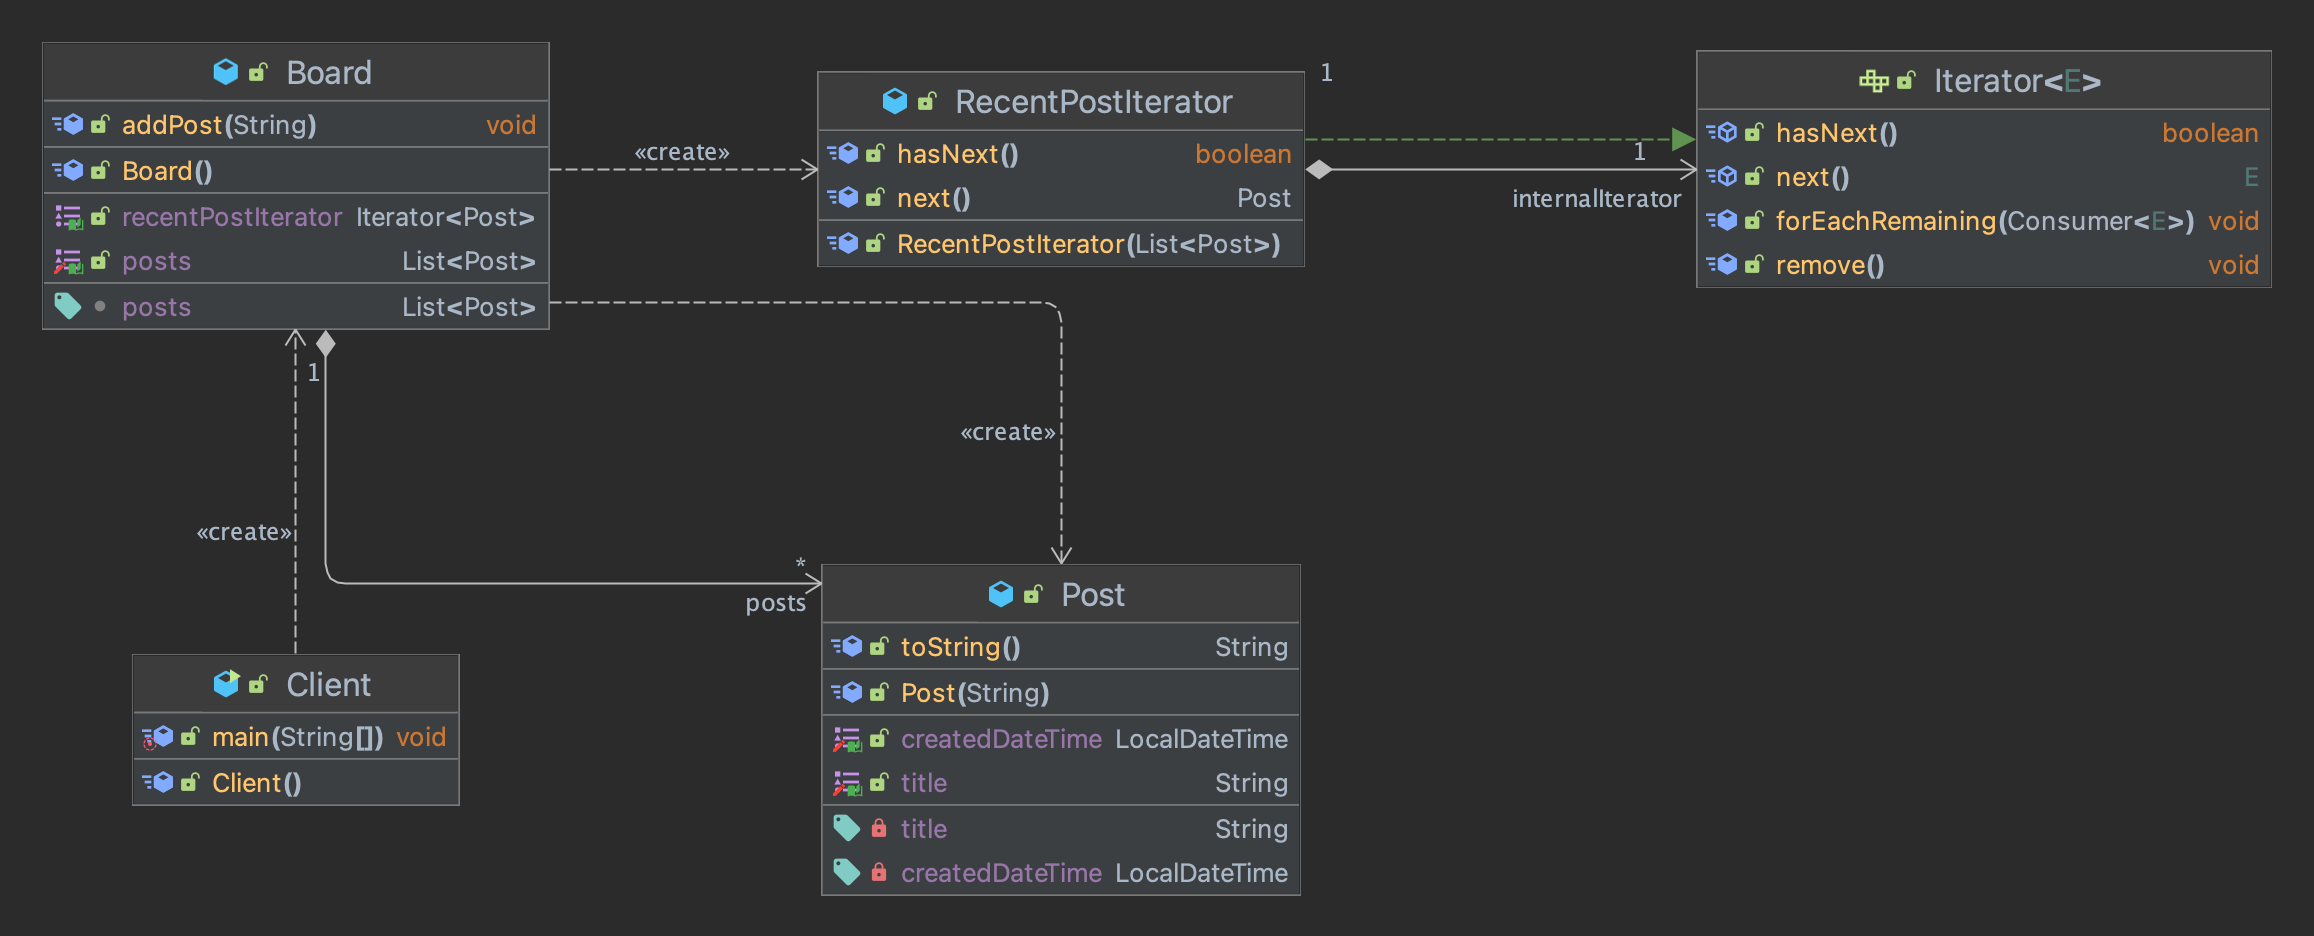 Board
addPost(String) void
Board()
recentPostIterator Iterator<Post>
posts List<Post>
posts List<Post>
«create»
RecentPostIterator
hasNext() boolean
next() Post
RecentPostIterator(List<Post>)
1
1
internalIterator
Iterator<E>
hasNext() boolean
next() E
forEachRemaining(Consumer<E>) void
remove() void
1
«create»
«create»
*
posts
Client
main(String[]) void
Client()
Post
toString() String
Post(String)
createdDateTime LocalDateTime
title String
title String
createdDateTime LocalDateTime